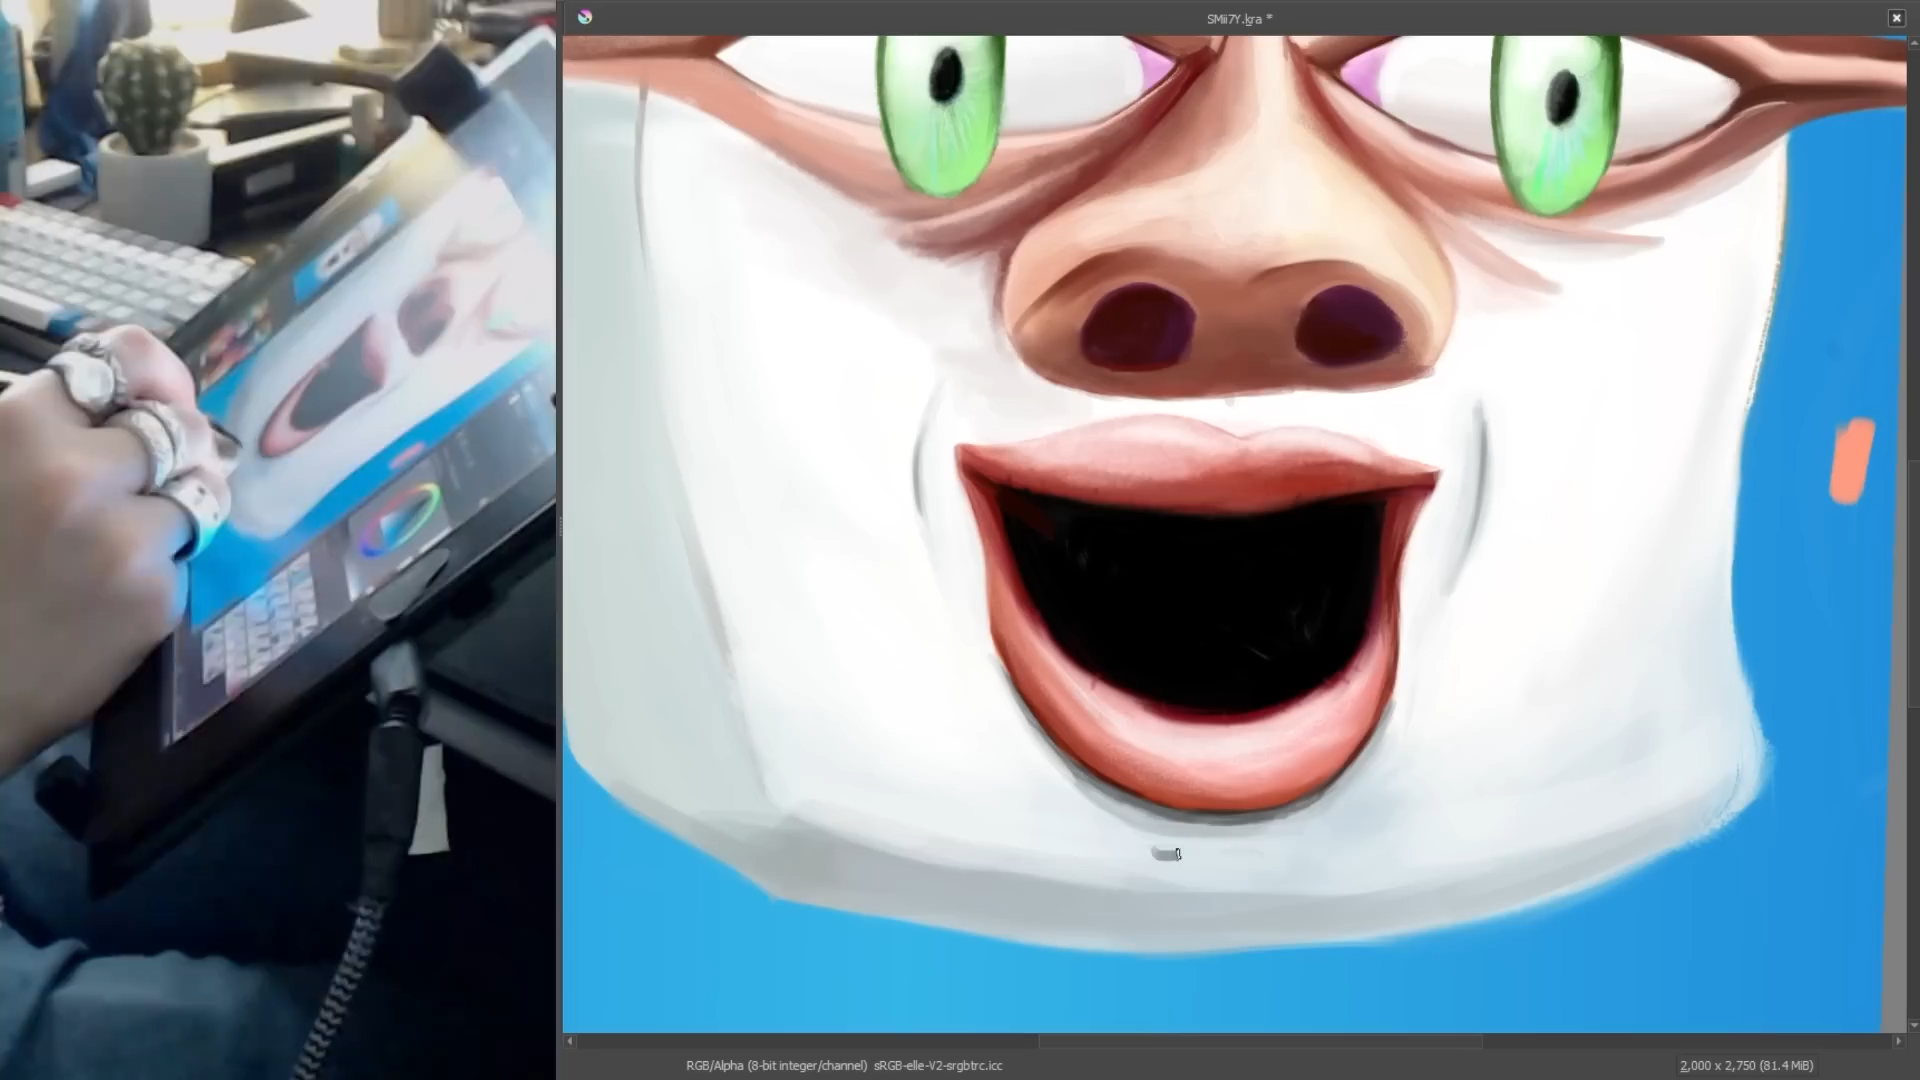 SMii7Y.kra *
RGB/Alpha (8-bit integer/channel) sRGB-elle-V2-srgbtrc.icc
2,000 x 2,750 (81.4 MiB)